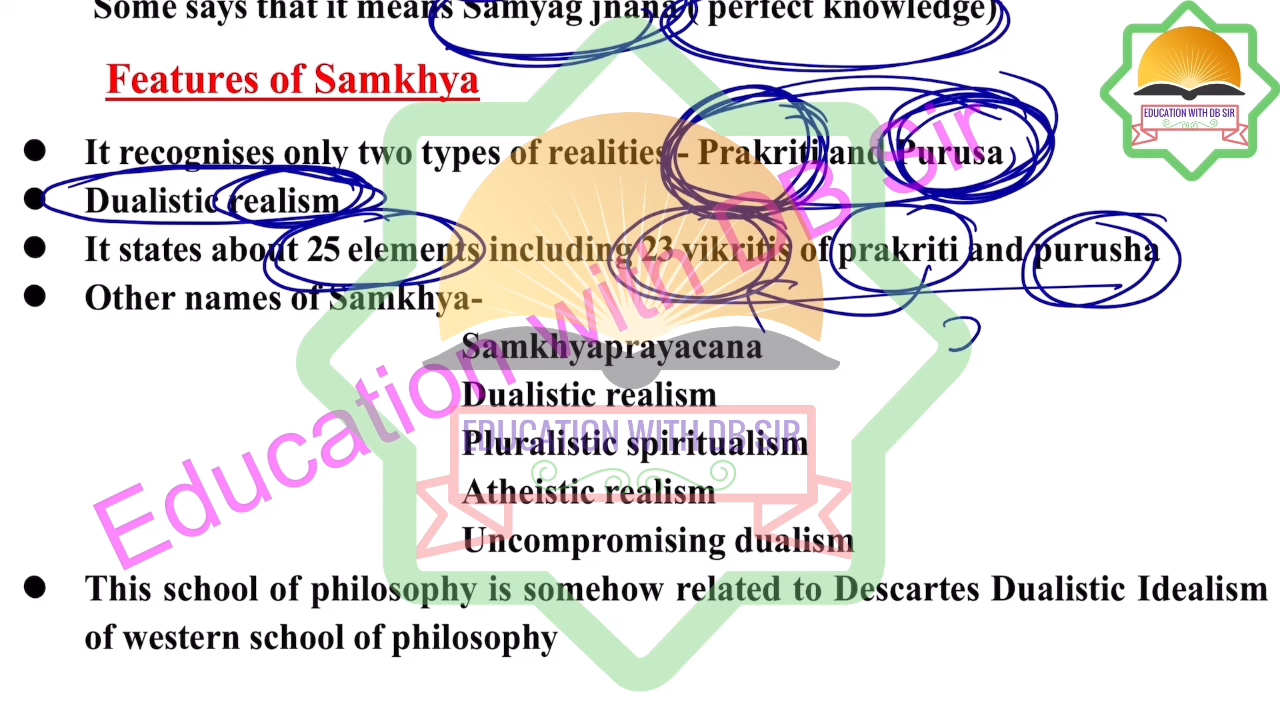 Some says that it means Samyag jnana ( perfect knowledge)
EDUCATION WITH DB SIR
Features of Samkhya
It recognises only two types of realities - Prakriti and Purusa
Dualistic realism
It states about 25 elements including 23 vikritis of prakriti and purusha
Other names of Samkhya-
Samkhyaprayacana
Dualistic realism
Pluralistic spiritualism
Atheistic realism
Uncompromising dualism
This school of philosophy is somehow related to Descartes Dualistic Idealism
of western school of philosophy
Education with DB Sir
EDUCATION WITH DB SIR